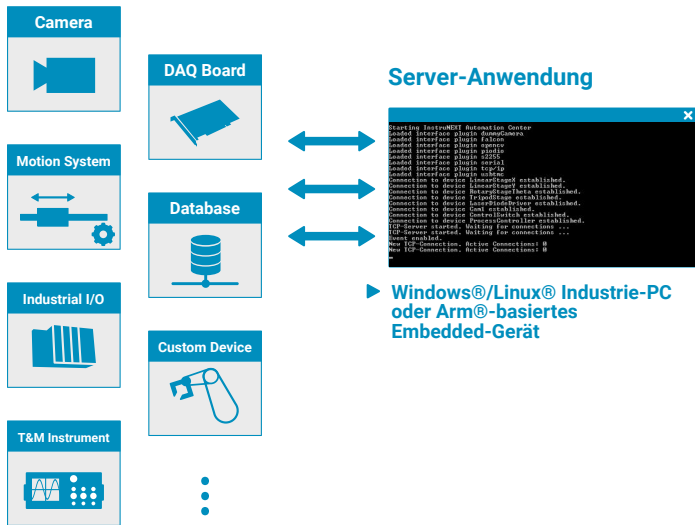 Camera
Motion System
Industrial I/O
T&M Instrument
DAQ Board
Database
Custom Device
Server-Anwendung
Starting InstruNEXT Automation Center
Loaded interface plugin dummyCamera
Loaded interface plugin falcon
Loaded interface plugin opencv
Loaded interface plugin piodio
Loaded interface plugin s2255
Loaded interface plugin serial
Loaded interface plugin tcp/ip
Loaded interface plugin usbtmc
Connection to device LinearStageX established.
Connection to device LinearStageY established.
Connection to device RotaryStageTheta established.
Connection to device TripodStage established.
Connection to device LaserDiodeDriver established.
Connection to device Cam1 established.
Connection to device ControlSwitch established.
Connection to device ProcessController established.
TCP-Server started. Waiting for connections ...
TCP-Server started. Waiting for connections ...
Event enabled.
New TCP-Connection. Active Connections: 0
New TCP-Connection. Active Connections: 0
Windows®/Linux® Industrie-PC
oder Arm®-basiertes
Embedded-Gerät